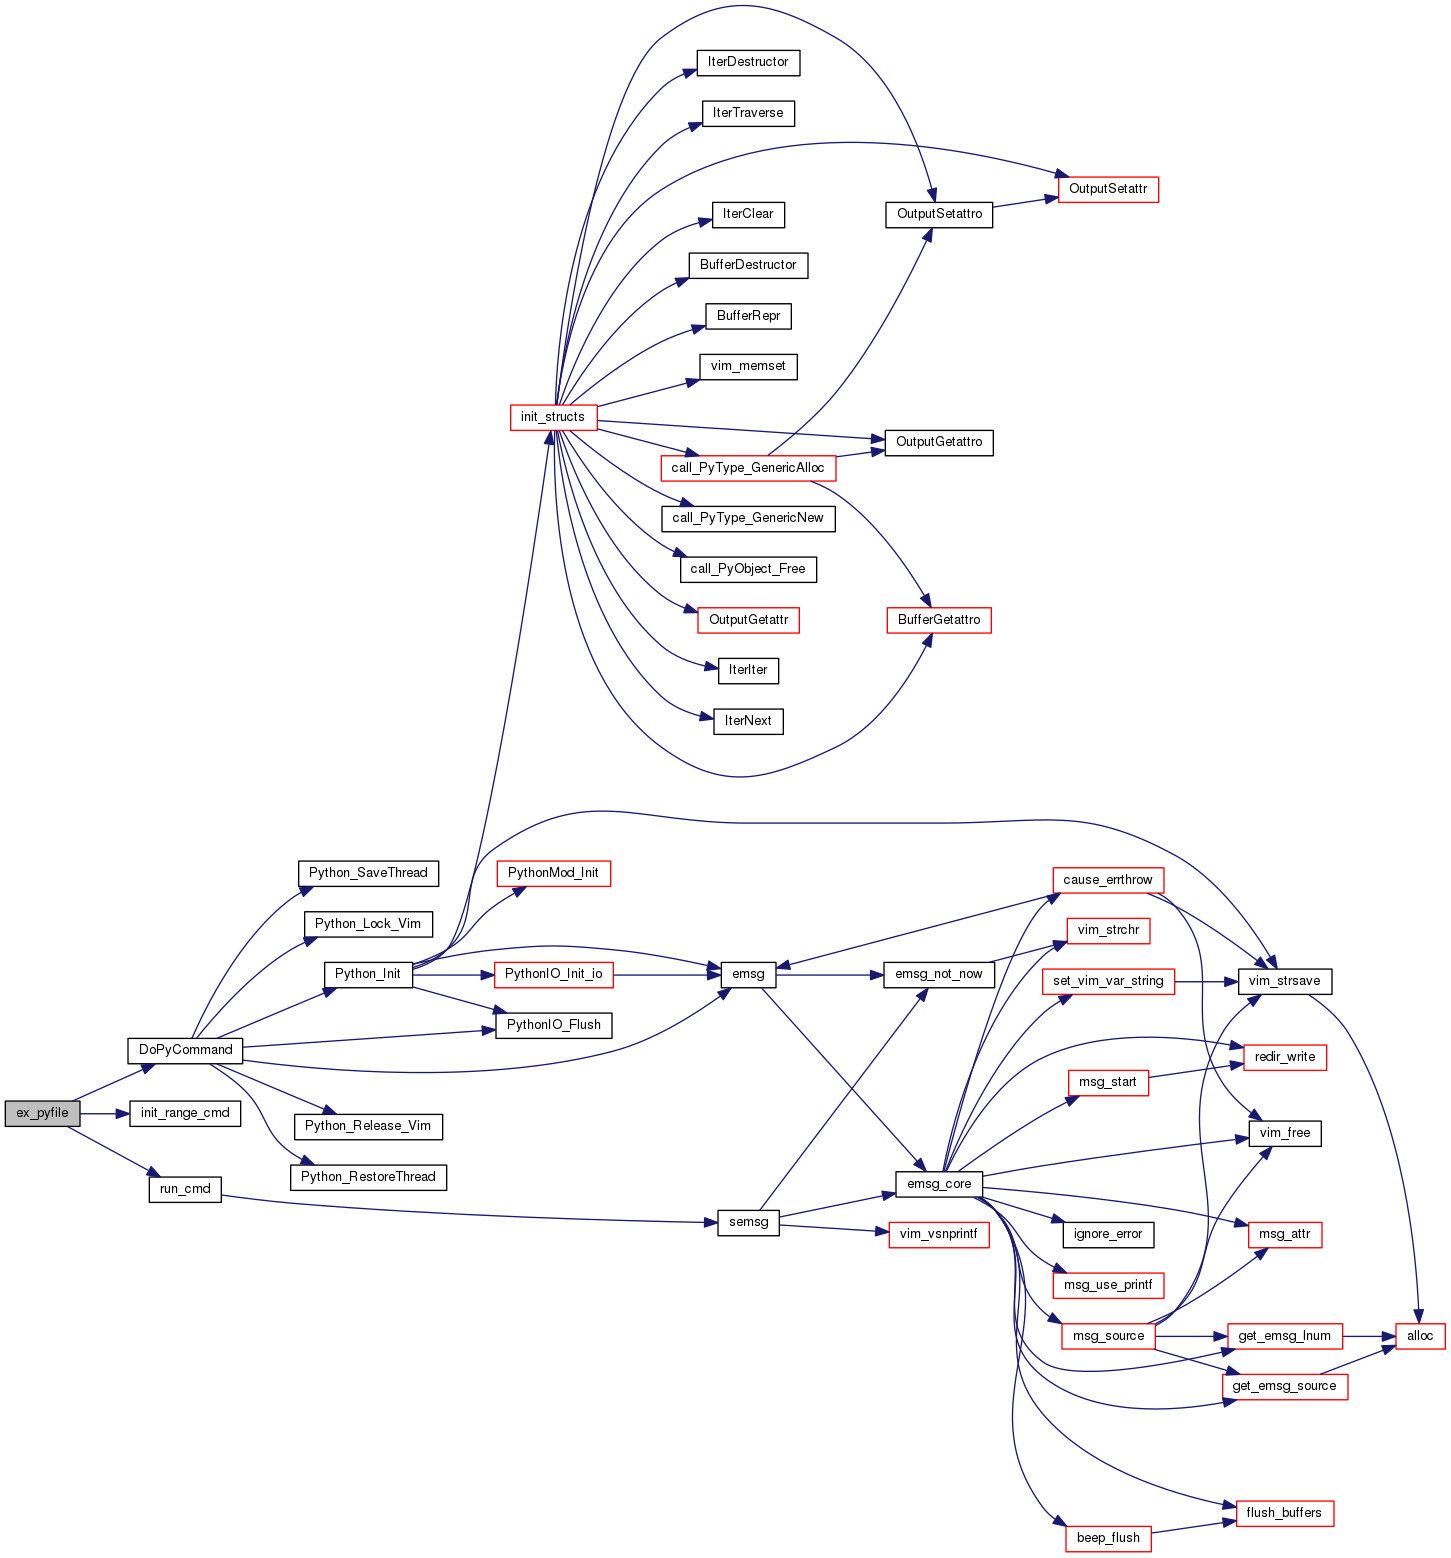 IterDestructor
IterTraverse
OutputSetattr
IterClear
OutputSetattro
BufferDestructor
BufferRepr
vim_memset
init_structs
OutputGetattro
call_PyType_GenericAlloc
call_PyType_GenericNew
call_PyObject_Free
OutputGetattr
BufferGetattro
IterIter
IterNext
Python_SaveThread
PythonMod_Init
cause_errthrow
Python_Lock_Vim
vim_strchr
Python_Init
PythonIO_Init_io
emsg
emsg_not_now
set_vim_var_string
vim_strsave
PythonIO_Flush
DoPyCommand
redir_write
msg_start
ex_pyfile
init_range_cmd
Python_Release_Vim
vim_free
Python_RestoreThread
run_cmd
emsg_core
semsg
vim_vsnprintf
ignore_error
msg_attr
msg_use_printf
msg_source
get_emsg_lnum
alloc
get_emsg_source
flush_buffers
beep_flush